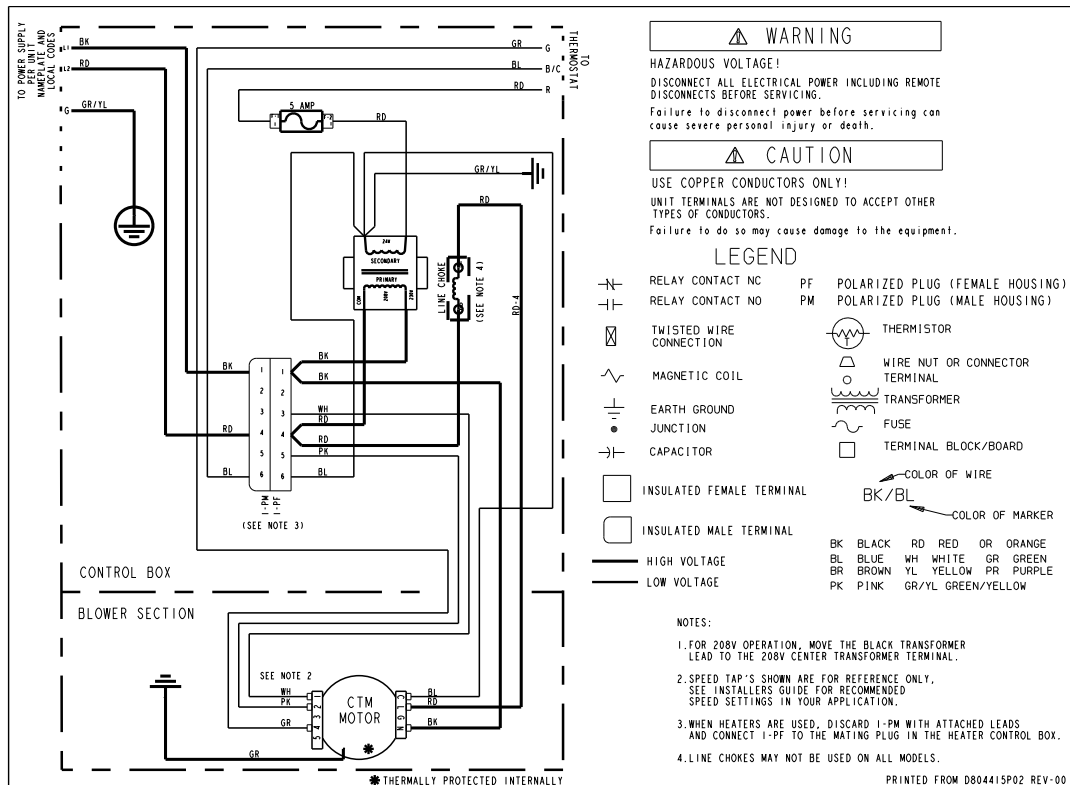 TO POWER SUPPLY
PER UNIT
NAMEPLATE AND
LOCAL CODES
L1
BK
L2
RD
G
GR/YL
GR
G
BL
B/C
RD
R
TO
THERMOSTAT
5 AMP
RD
GR/YL
RD
24V
SECONDARY
PRIMARY
COM
208V
230V
LINE CHOKE
(SEE NOTE 4)
RD-4
BK
BK
1 1
BK
2 2
3 3
WH
RD
RD
4 4
RD
5 5
PK
BL
6 6
BL
1-PM
1-PF
(SEE NOTE 3)
CONTROL BOX
BLOWER SECTION
SEE NOTE 2
WH
PK
GR
1
2
3
4
5
CTM
MOTOR
C
L
G
N
BL
RD
BK
GR
THERMALLY PROTECTED INTERNALLY
WARNING
HAZARDOUS VOLTAGE!
DISCONNECT ALL ELECTRICAL POWER INCLUDING REMOTE
DISCONNECTS BEFORE SERVICING.
Failure to disconnect power before servicing can
cause severe personal injury or death.
CAUTION
USE COPPER CONDUCTORS ONLY!
UNIT TERMINALS ARE NOT DESIGNED TO ACCEPT OTHER
TYPES OF CONDUCTORS.
Failure to do so may cause damage to the equipment.
LEGEND
RELAY CONTACT NC
RELAY CONTACT NO
TWISTED WIRE
CONNECTION
MAGNETIC COIL
EARTH GROUND
JUNCTION
CAPACITOR
INSULATED FEMALE TERMINAL
INSULATED MALE TERMINAL
HIGH VOLTAGE
LOW VOLTAGE
PF POLARIZED PLUG (FEMALE HOUSING)
PM POLARIZED PLUG (MALE HOUSING)
T
THERMISTOR
WIRE NUT OR CONNECTOR
TERMINAL
TRANSFORMER
FUSE
TERMINAL BLOCK/BOARD
COLOR OF WIRE
BK/BL
COLOR OF MARKER
BK BLACK RD RED OR ORANGE
BL BLUE WH WHITE GR GREEN
BR BROWN YL YELLOW PR PURPLE
PK PINK GR/YL GREEN/YELLOW
NOTES:
1.FOR 208V OPERATION, MOVE THE BLACK TRANSFORMER
LEAD TO THE 208V CENTER TRANSFORMER TERMINAL.
2.SPEED TAP'S SHOWN ARE FOR REFERENCE ONLY,
SEE INSTALLERS GUIDE FOR RECOMMENDED
SPEED SETTINGS IN YOUR APPLICATION.
3.WHEN HEATERS ARE USED, DISCARD 1-PM WITH ATTACHED LEADS
AND CONNECT 1-PF TO THE MATING PLUG IN THE HEATER CONTROL BOX.
4.LINE CHOKES MAY NOT BE USED ON ALL MODELS.
PRINTED FROM D804415P02 REV-00